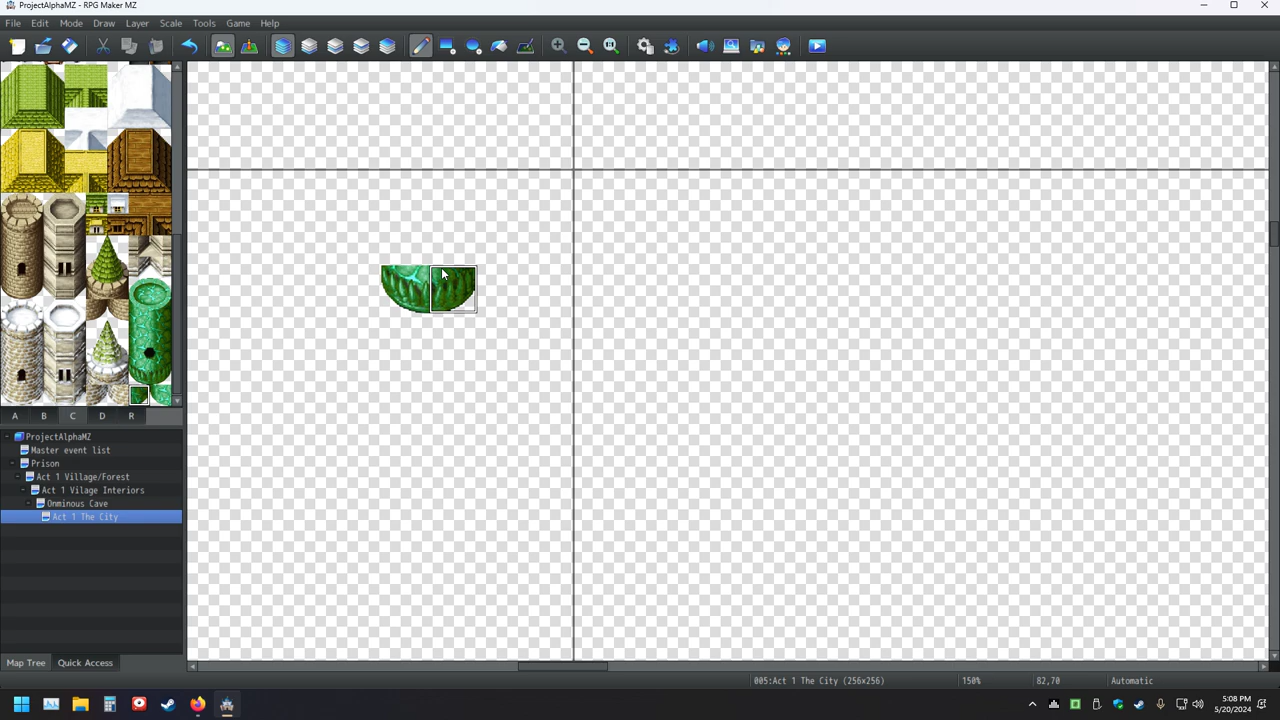 ProjectAlphaMZ - RPG Maker MZ
File Edit Mode Draw Layer Scale Tools Game Help
A B C D R
ProjectAlphaMZ
Master event list
Prison
Act 1 Village/Forest
Act 1 Vilage Interiors
Onminous Cave
Act 1 The City
Map Tree Quick Access
005:Act 1 The City (256x256) 150% 82,70 Automatic
5:08 PM
5/20/2024